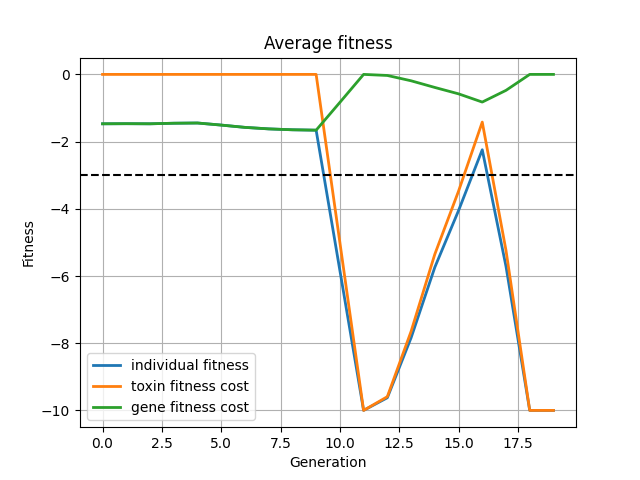 Average fitness
0
−2
−4
−6
−8
−10
Fitness
individual fitness
toxin fitness cost
gene fitness cost
0.0 2.5 5.0 7.5 10.0 12.5 15.0 17.5
Generation